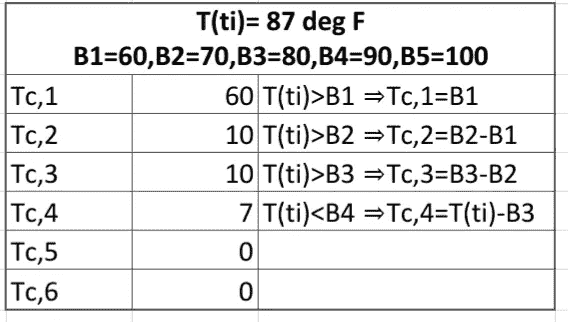 T(ti)= 87 deg F
B1=60,B2=70,B3=80,B4=90,B5=100
Tc,1 60 T(ti)>B1 ⇒Tc,1=B1
Tc,2 10 T(ti)>B2 ⇒Tc,2=B2-B1
Tc,3 10 T(ti)>B3 ⇒Tc,3=B3-B2
Tc,4 7 T(ti)<B4 ⇒Tc,4=T(ti)-B3
Tc,5 0
Tc,6 0